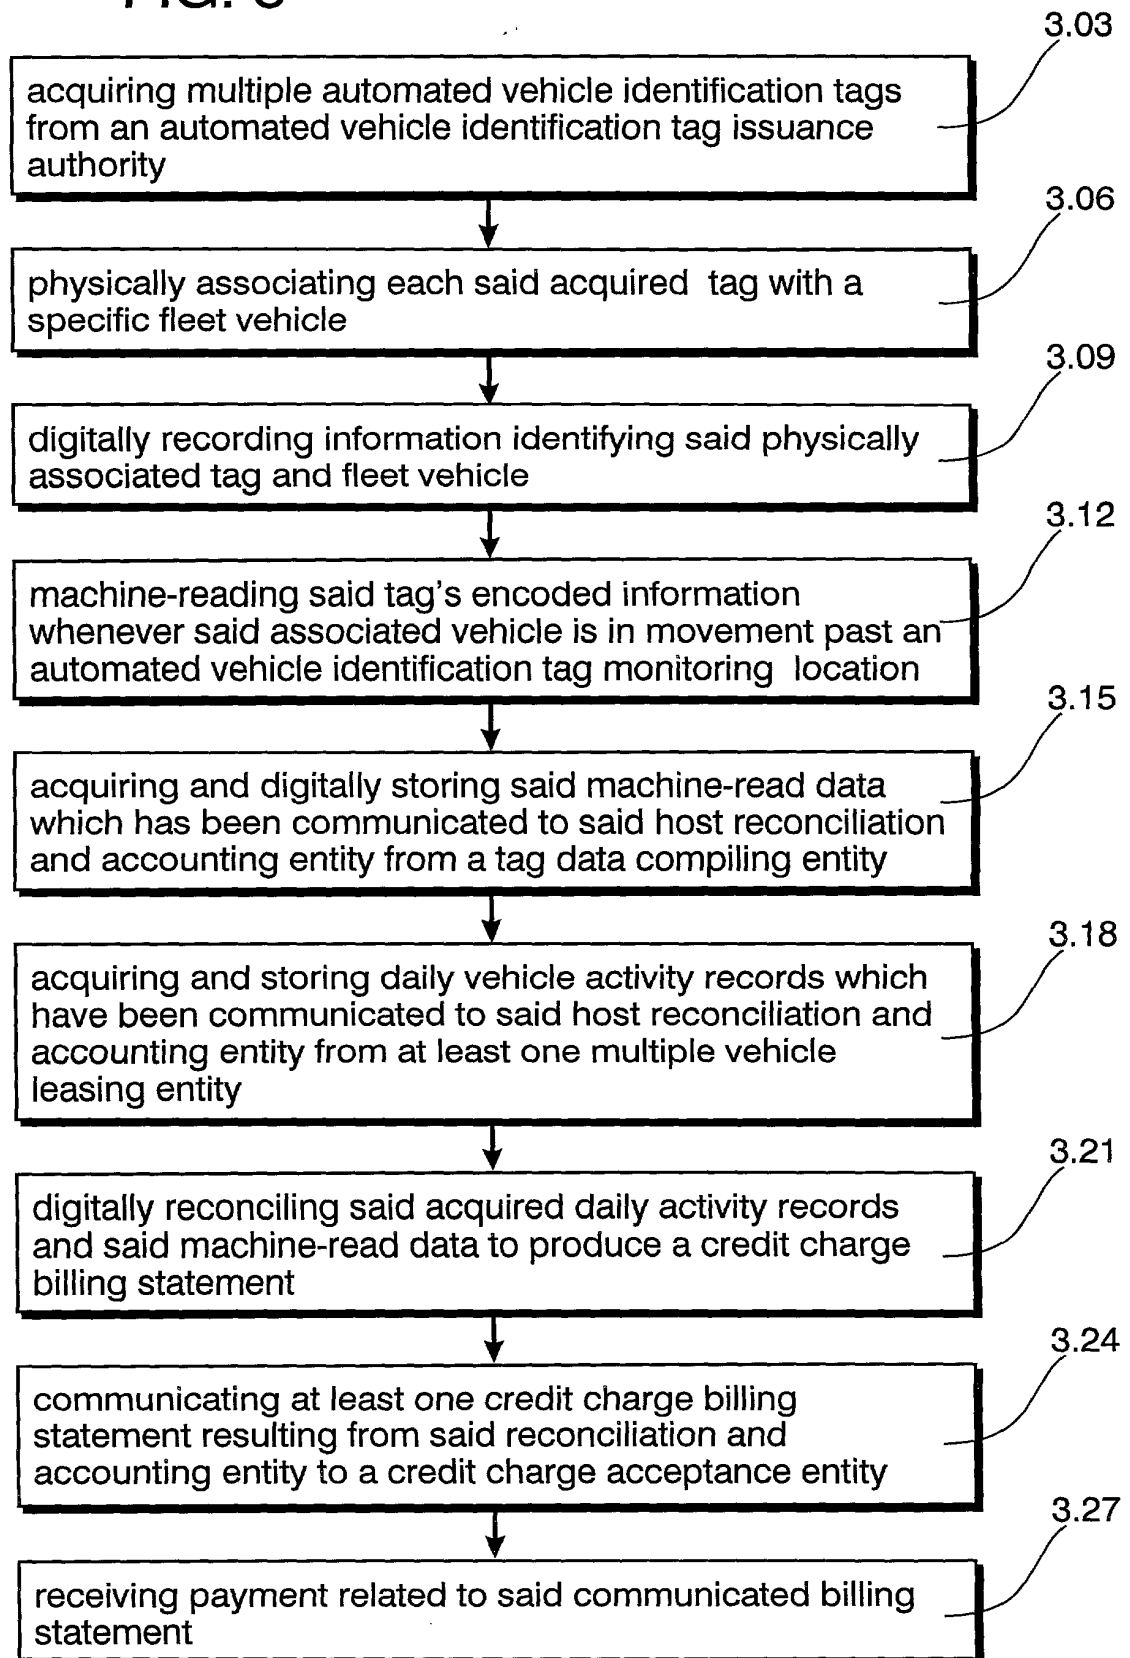 FIG. 3
3.03
acquiring multiple automated vehicle identification tags
from an automated vehicle identification tag issuance
authority
3.06
physically associating each said acquired tag with a
specific fleet vehicle
3.09
digitally recording information identifying said physically
associated tag and fleet vehicle
3.12
machine-reading said tag's encoded information
whenever said associated vehicle is in movement past an
automated vehicle identification tag monitoring location
3.15
acquiring and digitally storing said machine-read data
which has been communicated to said host reconciliation
and accounting entity from a tag data compiling entity
3.18
acquiring and storing daily vehicle activity records which
have been communicated to said host reconciliation and
accounting entity from at least one multiple vehicle
leasing entity
3.21
digitally reconciling said acquired daily activity records
and said machine-read data to produce a credit charge
billing statement
3.24
communicating at least one credit charge billing
statement resulting from said reconciliation and
accounting entity to a credit charge acceptance entity
3.27
receiving payment related to said communicated billing
statement